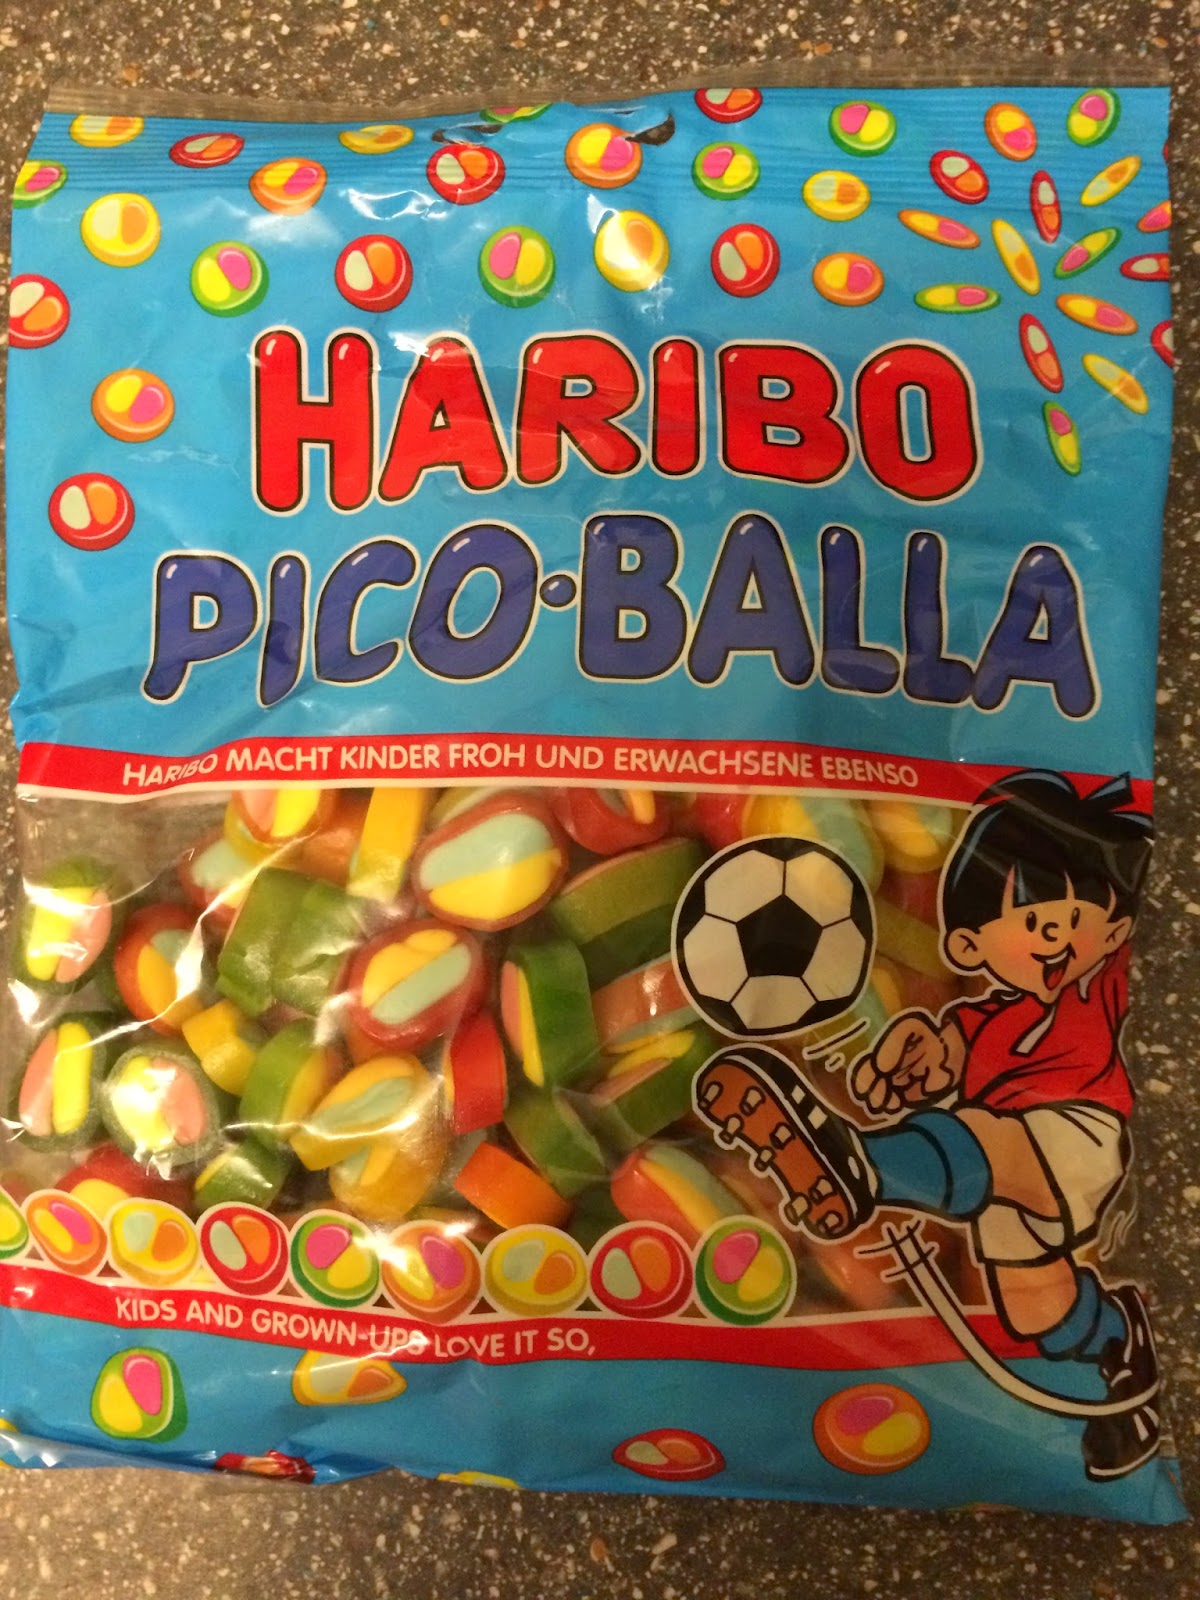 HARIBO
PICO·BALLA
HARIBO MACHT KINDER FROH UND ERWACHSENE EBENSO
KIDS AND GROWN-UPS LOVE IT SO,